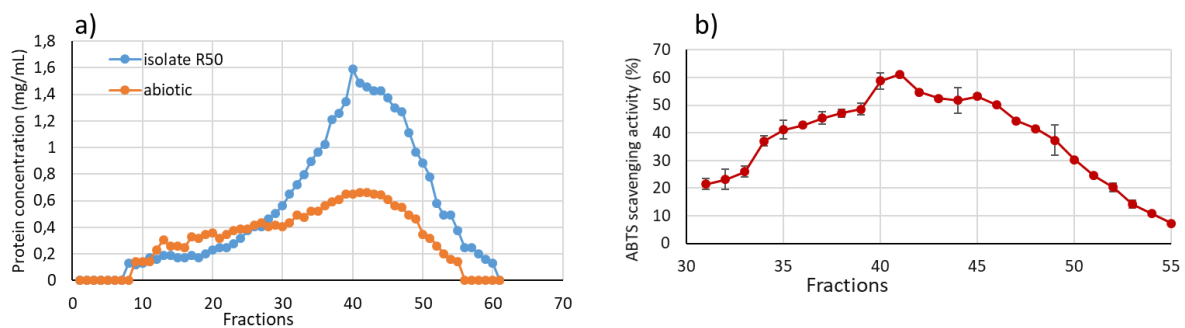 a)
Protein concentration (mg/mL)
1,8
1,6
1,4
1,2
1
0,8
0,6
0,4
0,2
0
isolate R50
abiotic
0 10 20 30 40 50 60 70
Fractions
b)
ABTS scavenging activity (%)
70
60
50
40
30
20
10
0
30 35 40 45 50 55
Fractions